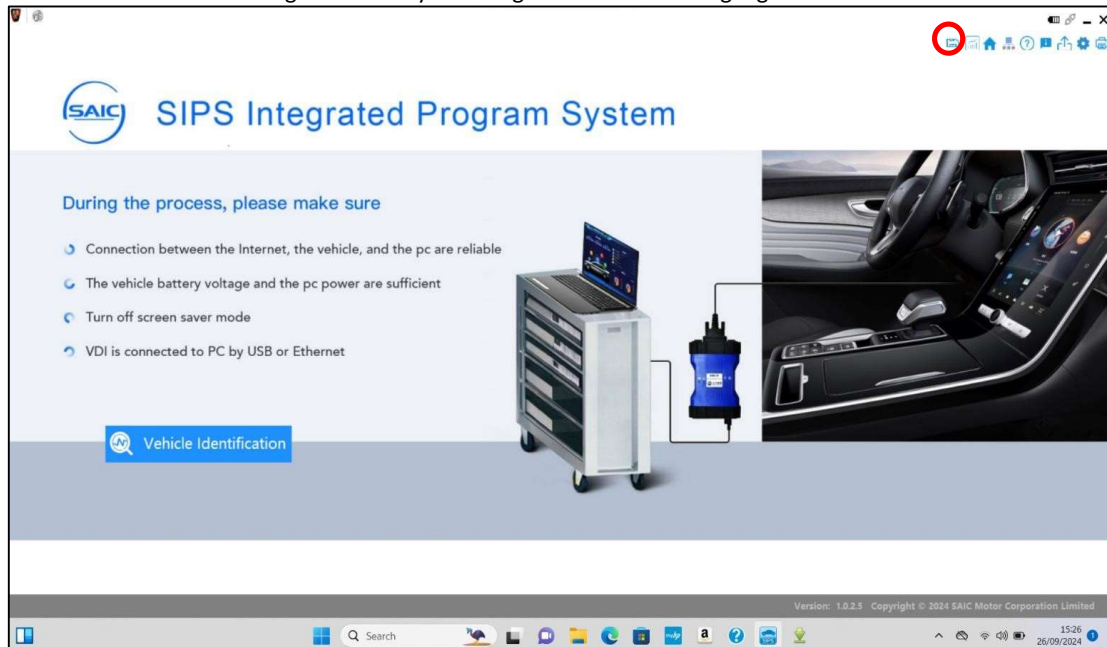 SAIC
SIPS Integrated Program System
During the process, please make sure
Connection between the Internet, the vehicle, and the pc are reliable
The vehicle battery voltage and the pc power are sufficient
Turn off screen saver mode
VDI is connected to PC by USB or Ethernet
Vehicle Identification
Version: 1.0.2.5 Copyright © 2024 SAIC Motor Corporation Limited
Search
15:26
26/09/2024